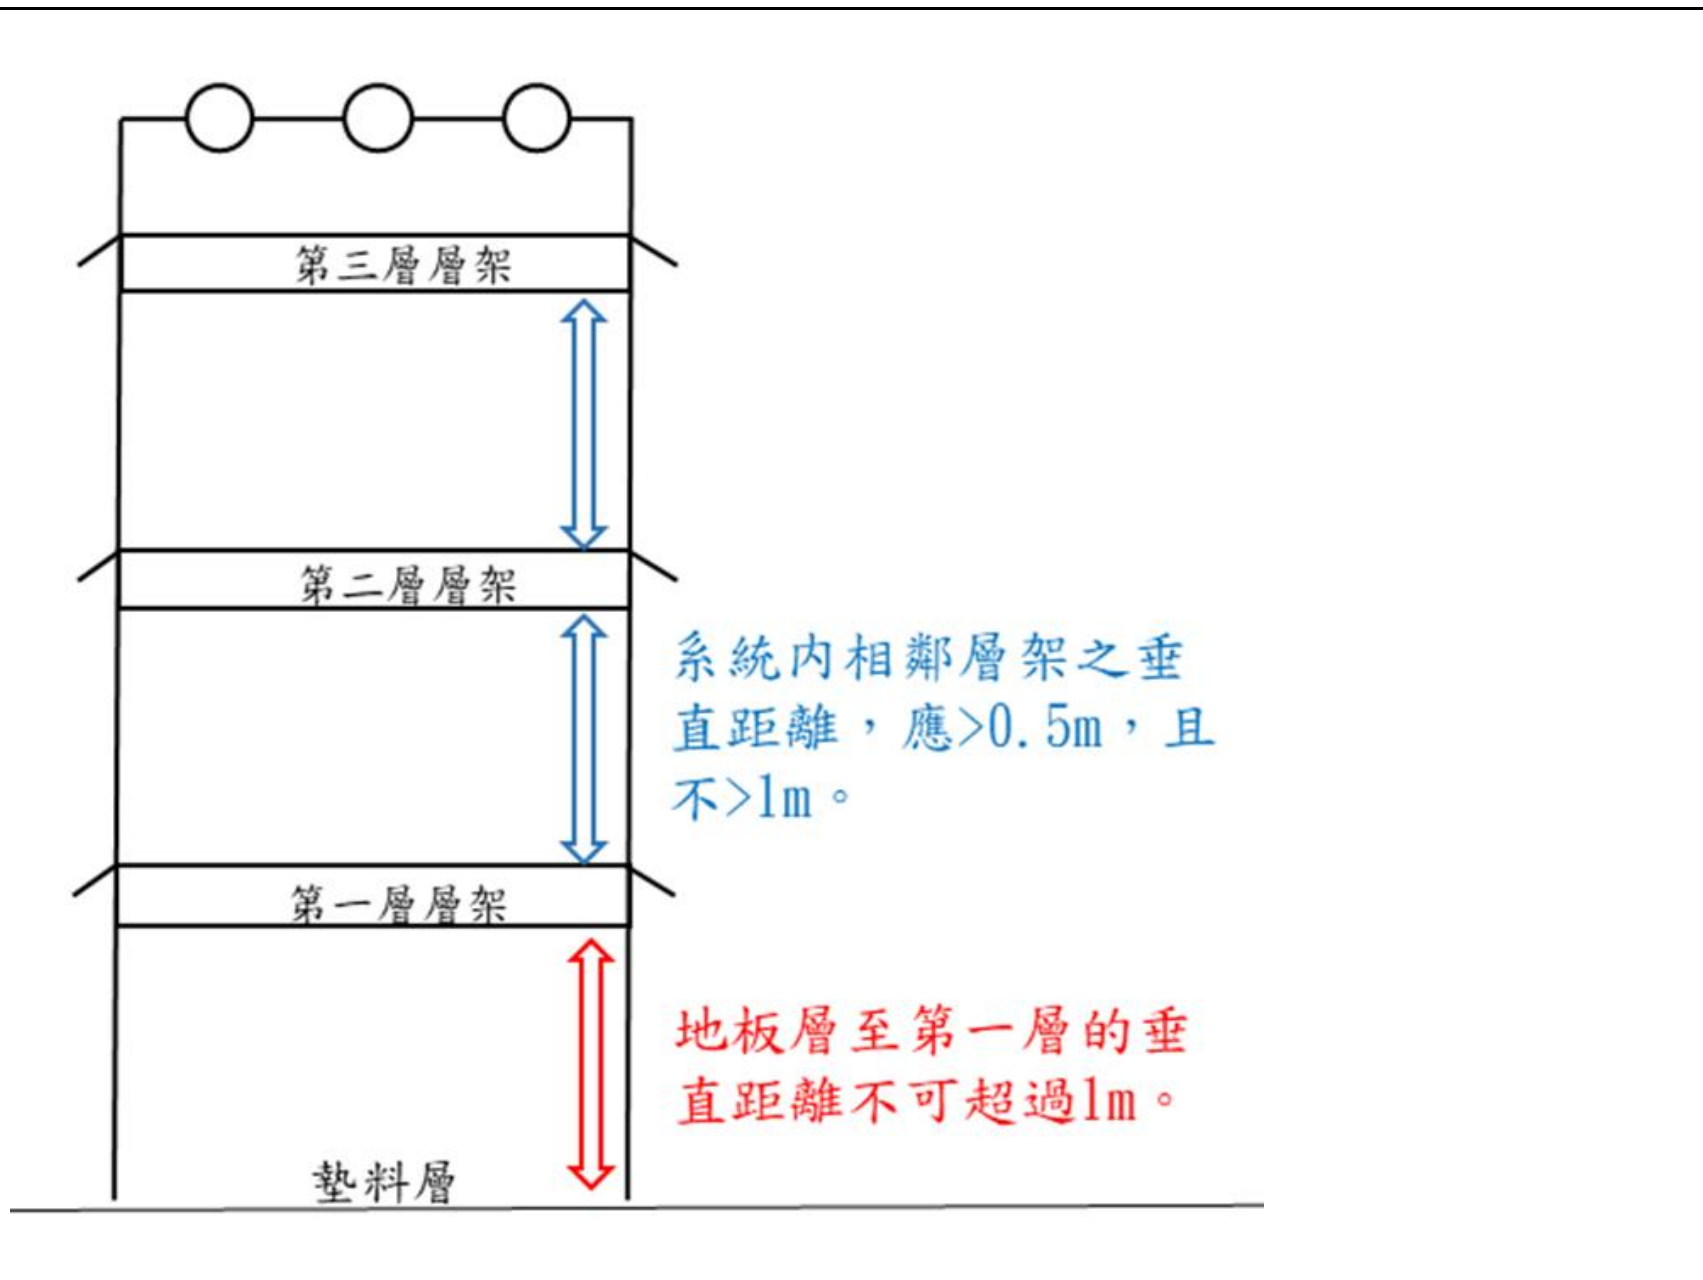 第三層層架
第二層層架
系統內相鄰層架之垂
直距離，應>0.5m，且
不>1m。
第一層層架
地板層至第一層的垂
直距離不可超過1m。
墊料層